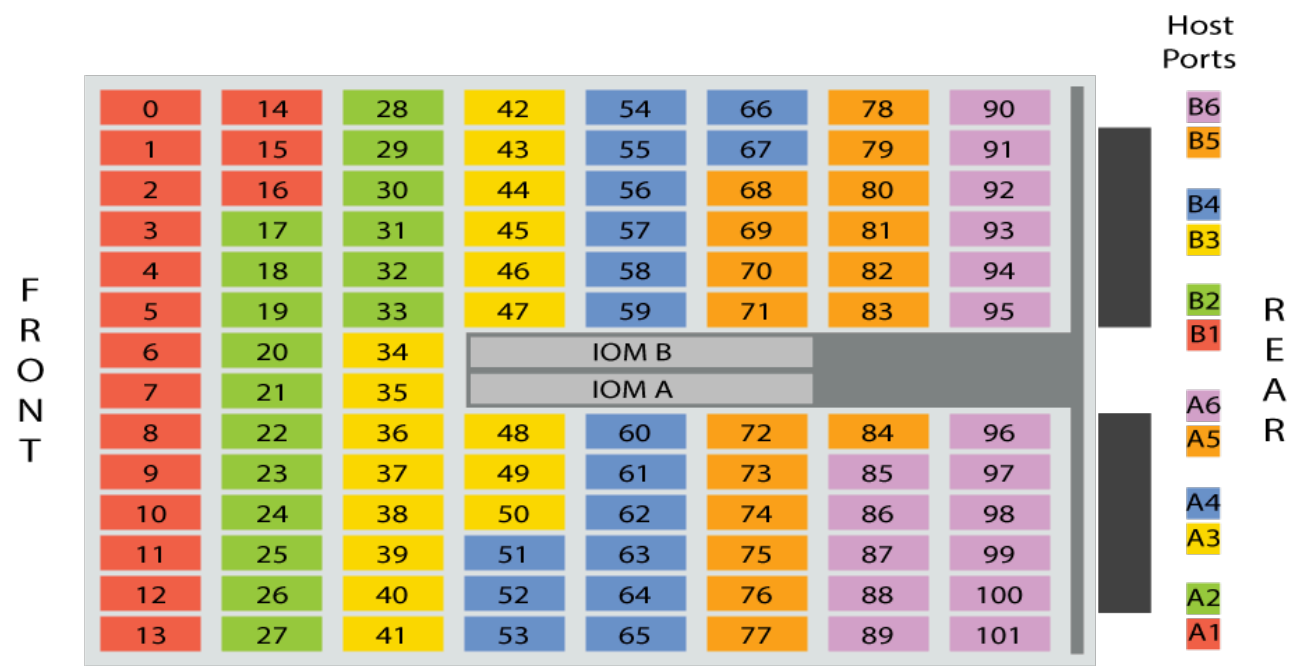 Host
Ports
0 14 28 42 54 66 78 90 B6
1 15 29 43 55 67 79 91 B5
2 16 30 44 56 68 80 92
3 17 31 45 57 69 81 93 B4
4 18 32 46 58 70 82 94 B3
5 19 33 47 59 71 83 95 B2
6 20 34 IOM B B1
7 21 35 IOM A A6
8 22 36 48 60 72 84 96 A5
9 23 37 49 61 73 85 97
10 24 38 50 62 74 86 98 A4
11 25 39 51 63 75 87 99 A3
12 26 40 52 64 76 88 100 A2
13 27 41 53 65 77 89 101 A1
FRONT
REAR